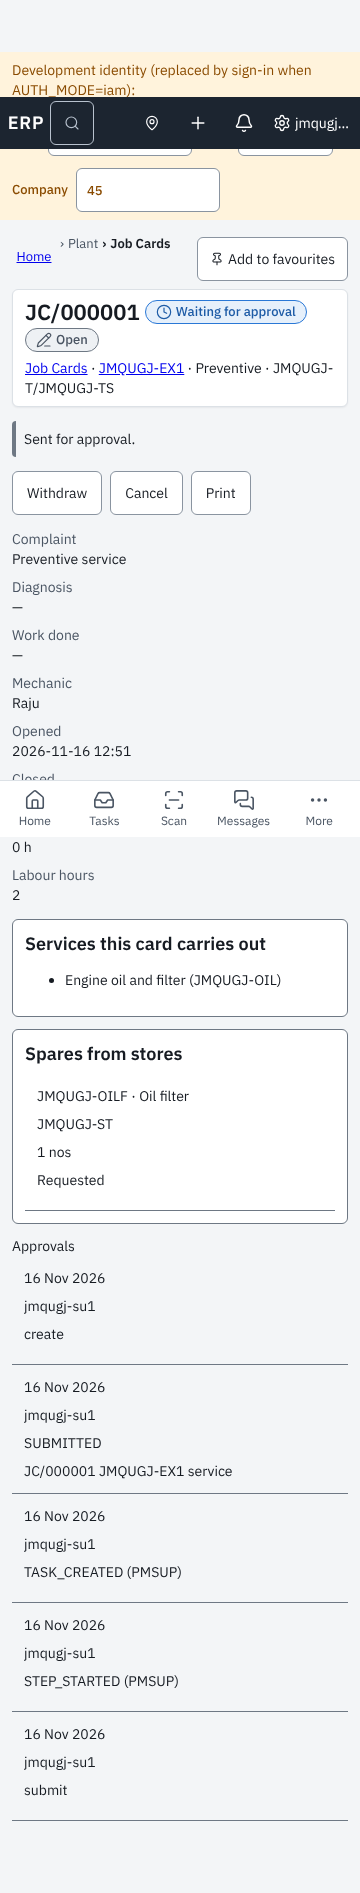 Development identity (replaced by sign-in when
AUTH_MODE=iam):
ERP
jmqugj...
Company
45
Home
› Plant › Job Cards
Add to favourites
JC/000001
Waiting for approval
Open
Job Cards · JMQUGJ-EX1 · Preventive · JMQUGJ-
T/JMQUGJ-TS
Sent for approval.
Withdraw
Cancel
Print
Complaint
Preventive service
Diagnosis
—
Work done
—
Mechanic
Raju
Opened
2026-11-16 12:51
Closed
Home
Tasks
Scan
Messages
More
0 h
Labour hours
2
Services this card carries out
• Engine oil and filter (JMQUGJ-OIL)
Spares from stores
JMQUGJ-OILF · Oil filter
JMQUGJ-ST
1 nos
Requested
Approvals
16 Nov 2026
jmqugj-su1
create
16 Nov 2026
jmqugj-su1
SUBMITTED
JC/000001 JMQUGJ-EX1 service
16 Nov 2026
jmqugj-su1
TASK_CREATED (PMSUP)
16 Nov 2026
jmqugj-su1
STEP_STARTED (PMSUP)
16 Nov 2026
jmqugj-su1
submit